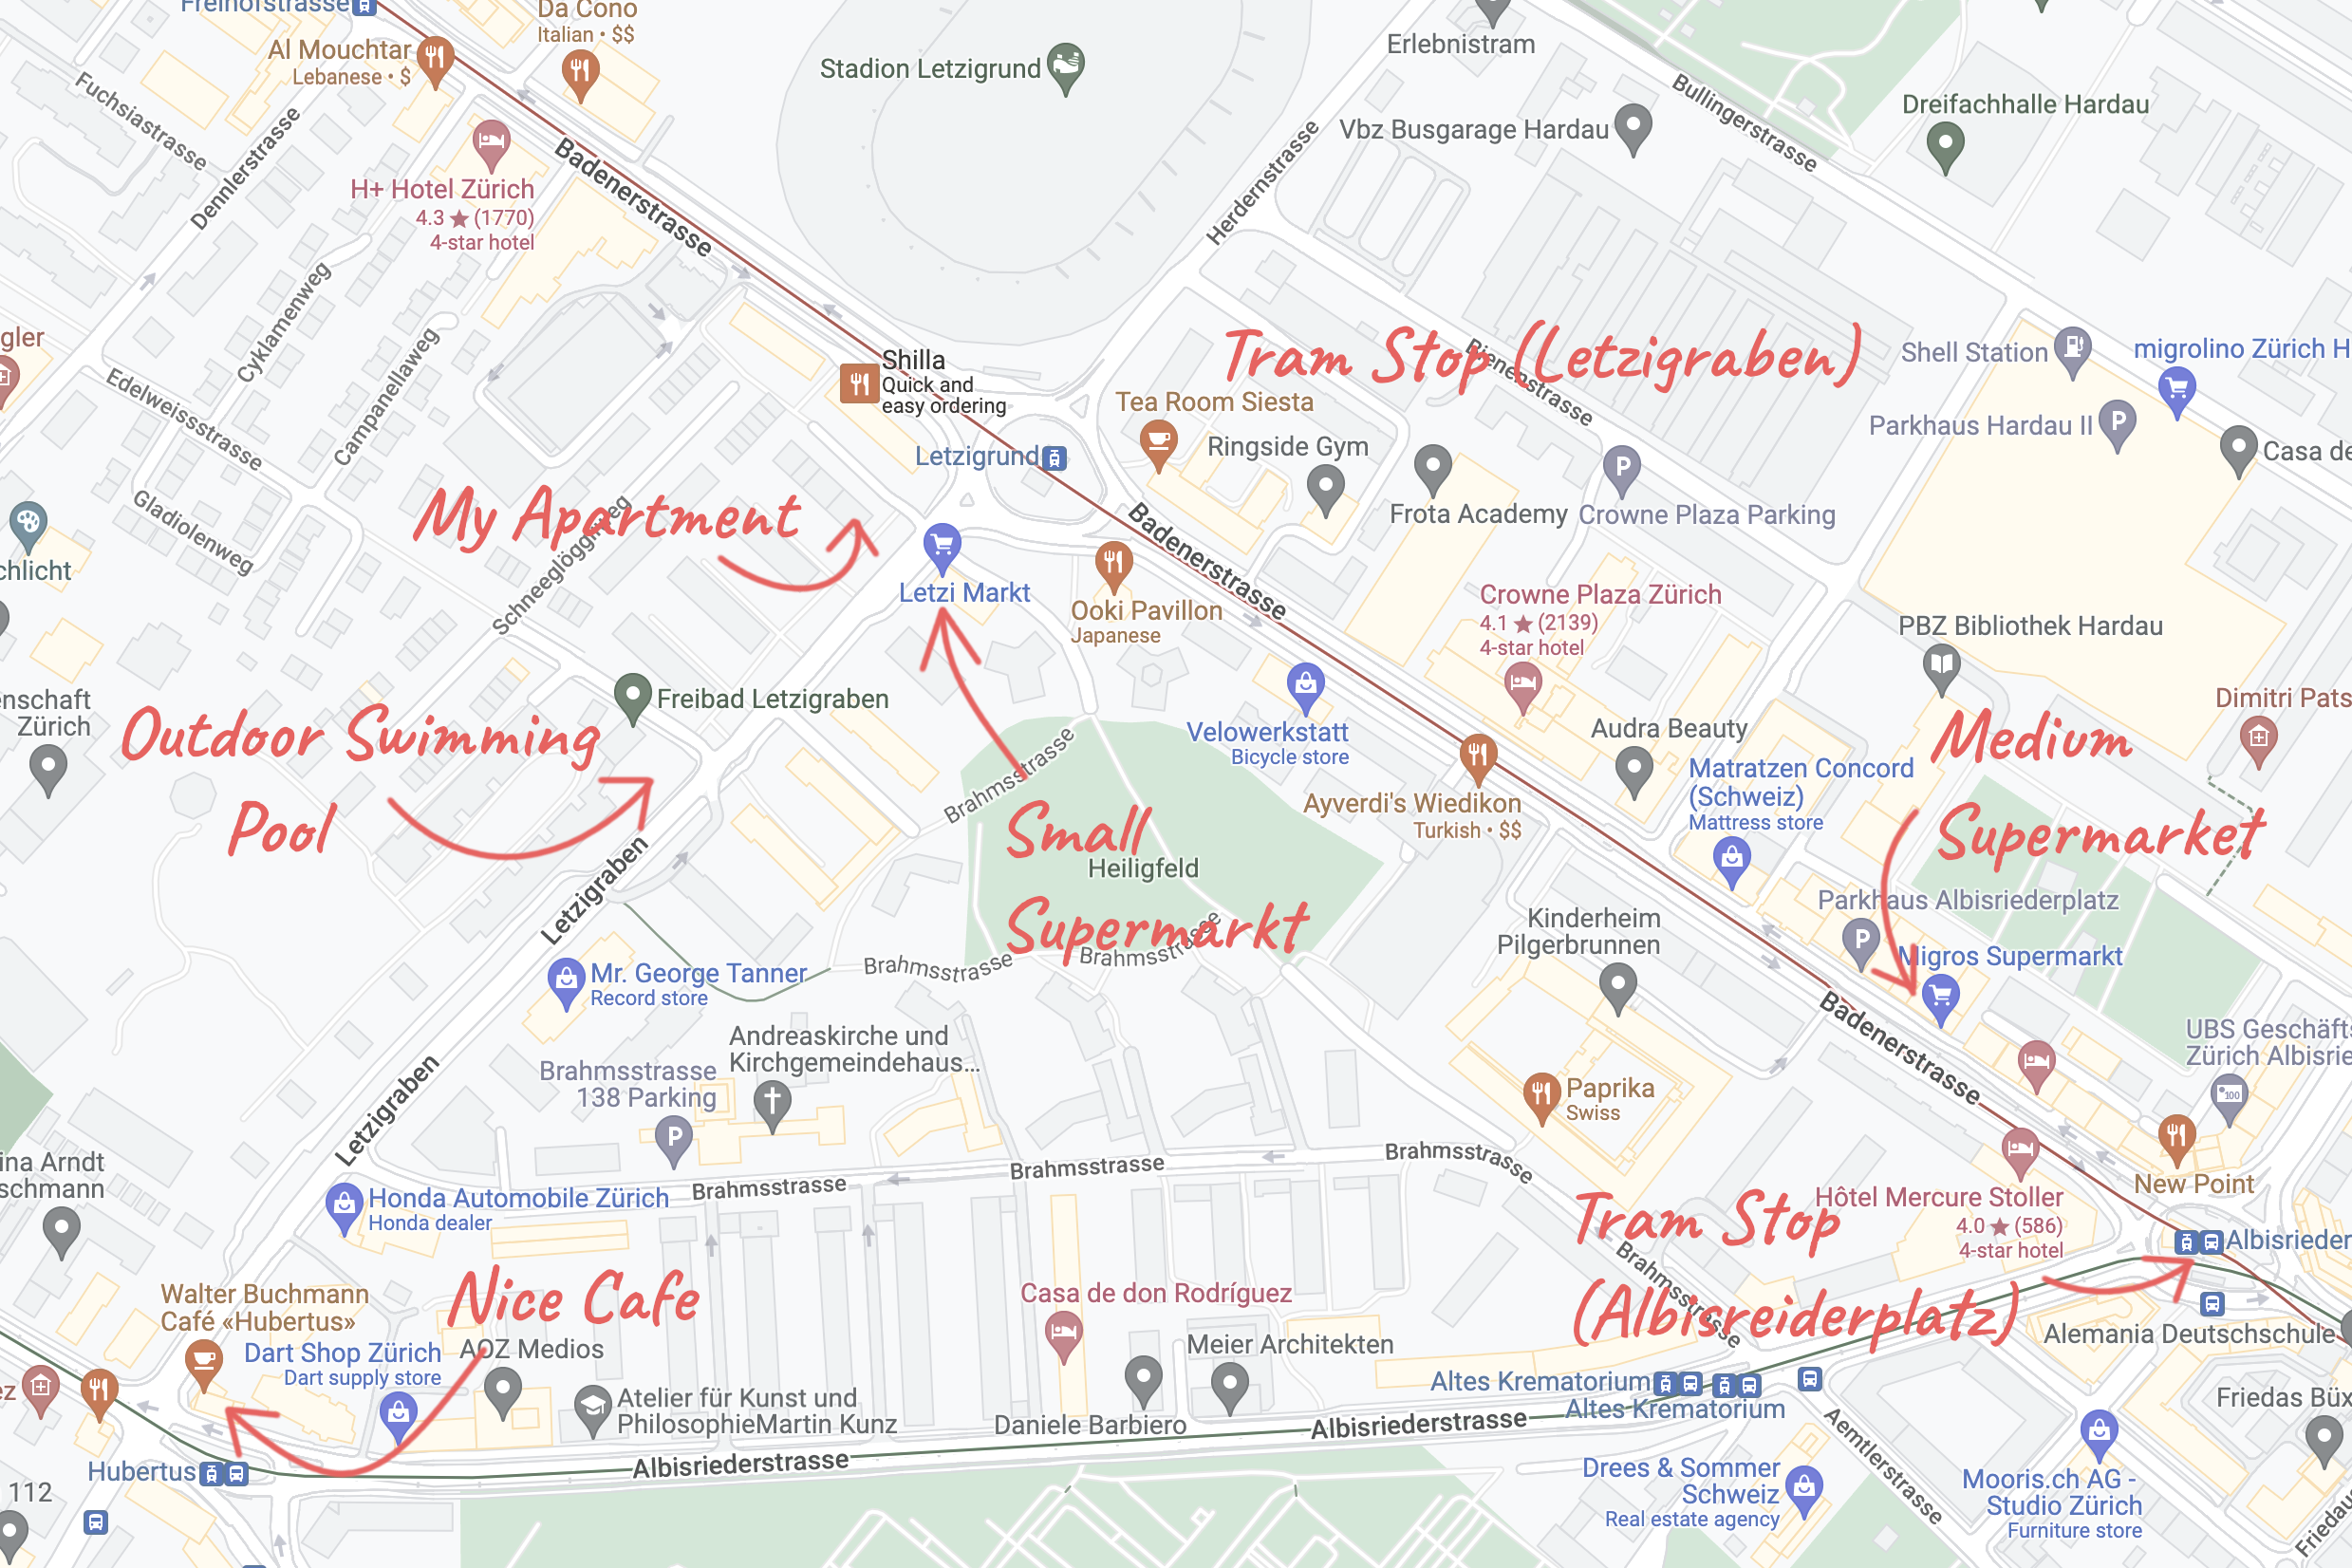 Freihofstrasse
Da Cono
Italian • $$
Al Mouchtar
Lebanese • $
Stadion Letzigrund
Erlebnistram
Bullingerstrasse
Vbz Busgarage Hardau
Dreifachhalle Hardau
Fuchsiastrasse
Dennlerstrasse
H+ Hotel Zürich
4.3 ★ (1770)
4-star hotel
Badenerstrasse
Herdernstrasse
Cyklamenweg
Campanellaweg
Edelweissstrasse
Gladiolenweg
Schneeglöggliweg
gler
chlicht
Shilla
Quick and
easy ordering
Letzigrund
Tram Stop (Letzigraben)
Bienenstrasse
Tea Room Siesta
Ringside Gym
Frota Academy
Crowne Plaza Parking
Shell Station
migrolino Zürich H
Parkhaus Hardau II
Casa de
My Apartment
Letzi Markt
Ooki Pavillon
Japanese
Badenerstrasse
Crowne Plaza Zürich
4.1 ★ (2139)
4-star hotel
PBZ Bibliothek Hardau
Dimitri Pats
enschaft
Zürich
Freibad Letzigraben
Outdoor Swimming
Pool
Velowerkstatt
Bicycle store
Audra Beauty
Matratzen Concord
(Schweiz)
Mattress store
Medium
Supermarket
Ayverdi's Wiedikon
Turkish • $$
Brahmsstrasse
Small
Heiligfeld
Supermarkt
Brahmsstrasse
Brahmsstrasse
Letzigraben
Kinderheim
Pilgerbrunnen
Parkhaus Albisriederplatz
Migros Supermarkt
Badenerstrasse
UBS Geschäfts
Zürich Albisrie
Mr. George Tanner
Record store
Andreaskirche und
Kirchgemeindehaus...
Brahmsstrasse
138 Parking
Paprika
Swiss
Letzigraben
ina Arndt
schmann
Honda Automobile Zürich
Honda dealer
Brahmsstrasse
Brahmsstrasse
Brahmsstrasse
Brahmsstrasse
New Point
Hôtel Mercure Stoller
4.0 ★ (586)
4-star hotel
Tram Stop
(Albisreiderplatz)
Albisrieder
Alemania Deutschschule
Walter Buchmann
Café «Hubertus»
Nice Cafe
Dart Shop Zürich
Dart supply store
AOZ Medios
Atelier für Kunst und
PhilosophieMartin Kunz
Casa de don Rodríguez
Meier Architekten
Daniele Barbiero
Altes Krematorium
Altes Krematorium
Albisriederstrasse
Albisriederstrasse
Aemtlerstrasse
Friedas Büx
ez
Hubertus
112
Drees & Sommer
Schweiz
Real estate agency
Mooris.ch AG -
Studio Zürich
Furniture store
Friedau